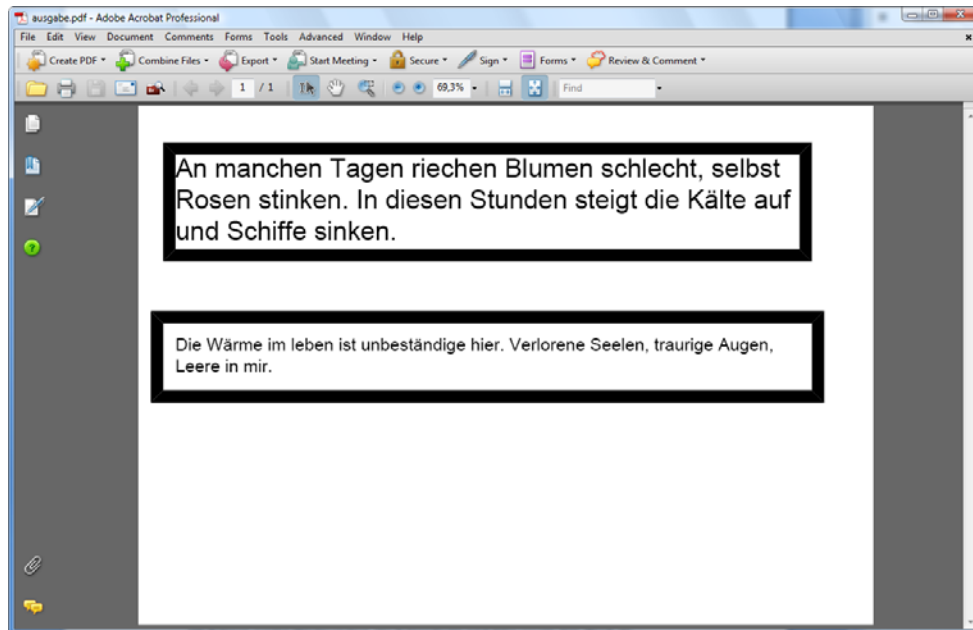 ausgabe.pdf - Adobe Acrobat Professional
File Edit View Document Comments Forms Tools Advanced Window Help
Create PDF Combine Files Export Start Meeting Secure Sign Forms Review & Comment
1 / 1 69,3% Find
An manchen Tagen riechen Blumen schlecht, selbst
Rosen stinken. In diesen Stunden steigt die Kälte auf
und Schiffe sinken.
Die Wärme im leben ist unbeständige hier. Verlorene Seelen, traurige Augen,
Leere in mir.